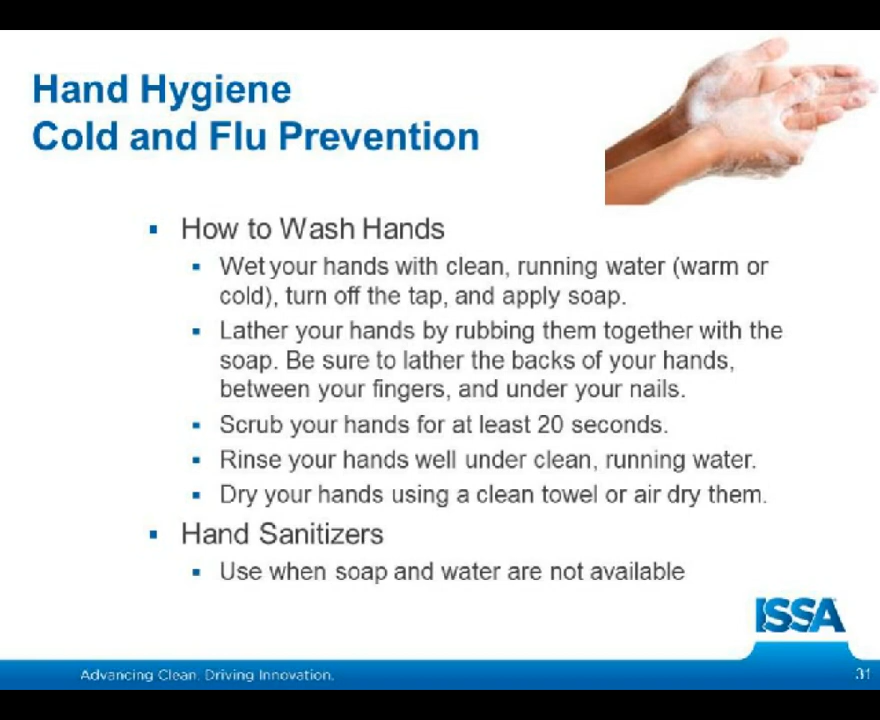 Hand Hygiene
Cold and Flu Prevention
▪ How to Wash Hands
▪ Wet your hands with clean, running water (warm or
cold), turn off the tap, and apply soap.
▪ Lather your hands by rubbing them together with the
soap. Be sure to lather the backs of your hands,
between your fingers, and under your nails.
▪ Scrub your hands for at least 20 seconds.
▪ Rinse your hands well under clean, running water.
▪ Dry your hands using a clean towel or air dry them.
▪ Hand Sanitizers
▪ Use when soap and water are not available
ISSA
Advancing Clean. Driving Innovation.
31